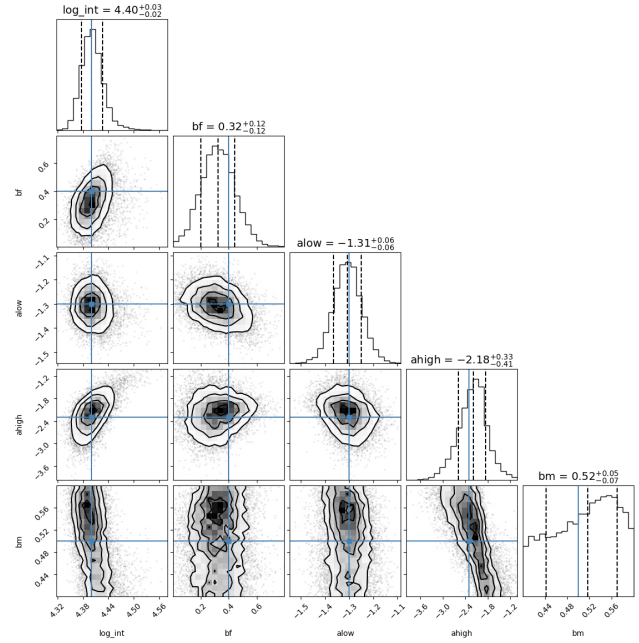 log_int = 4.40+0.03−0.02
bf = 0.32+0.12−0.12
0.6
0.4
0.2
bf
alow = −1.31+0.06−0.06
−1.1
−1.2
−1.3
−1.4
−1.5
alow
ahigh = −2.18+0.33−0.41
−1.2
−1.8
−2.4
−3.0
−3.6
ahigh
bm = 0.52+0.05−0.07
0.56
0.52
0.48
0.44
bm
4.32 4.38 4.44 4.50 4.56
0.2 0.4 0.6
−1.5 −1.4 −1.3 −1.2 −1.1
−3.6 −3.0 −2.4 −1.8 −1.2
0.44 0.48 0.52 0.56
log_int bf alow ahigh bm